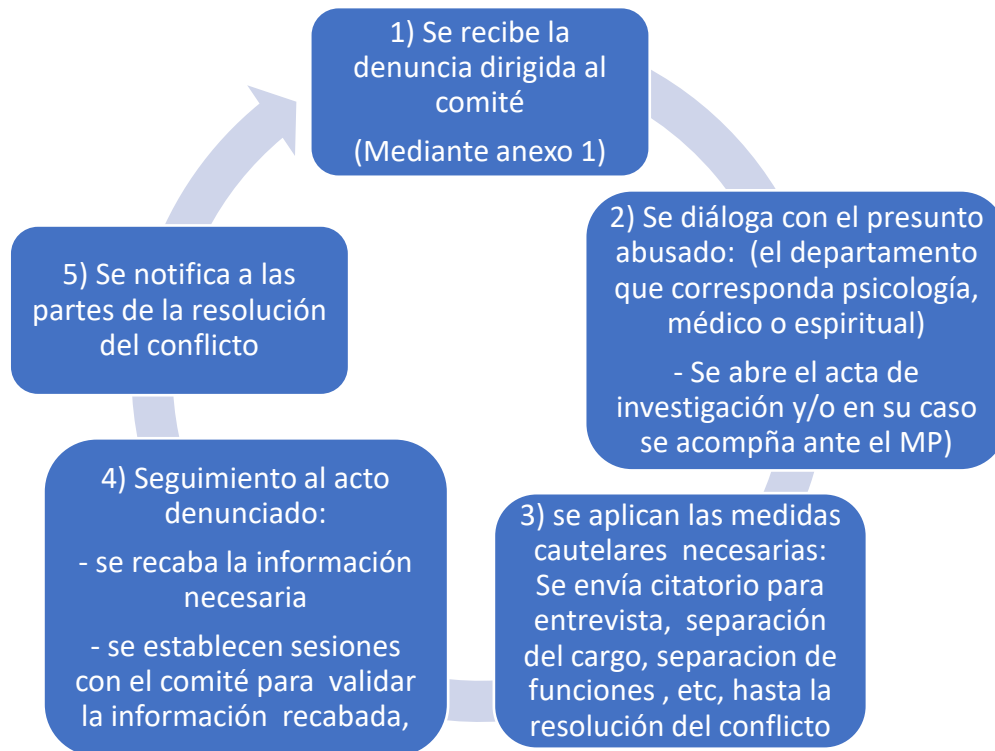 1) Se recibe la
denuncia dirigida al
comité
(Mediante anexo 1)
2) Se diáloga con el presunto
abusado: (el departamento
que corresponda psicología,
médico o espiritual)
- Se abre el acta de
investigación y/o en su caso
se acompña ante el MP)
3) se aplican las medidas
cautelares necesarias:
Se envía citatorio para
entrevista, separación
del cargo, separacion de
funciones , etc, hasta la
resolución del conflicto
4) Seguimiento al acto
denunciado:
- se recaba la información
necesaria
- se establecen sesiones
con el comité para validar
la información recabada,
5) Se notifica a las
partes de la resolución
del conflicto